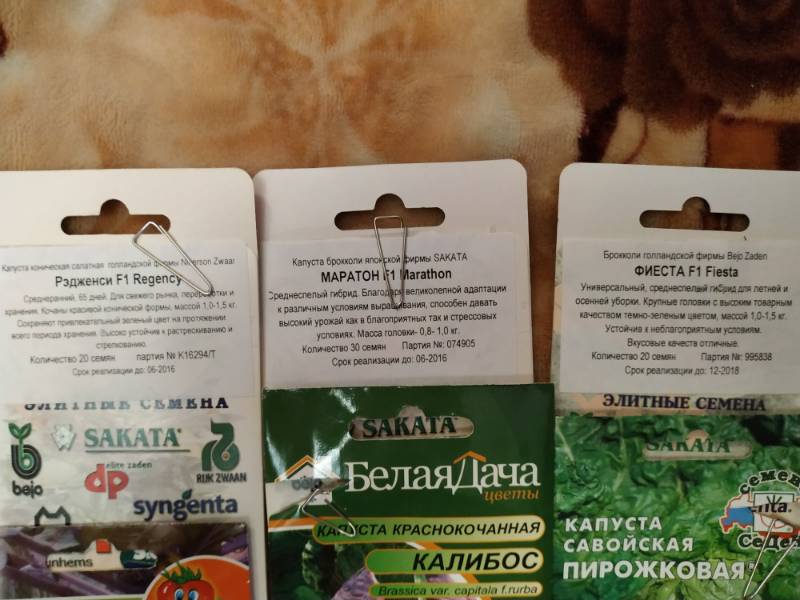 Капуста коническая салатная голландской фирмы Zwaan
Рэдженси F1 Regency
Среднеранний, 65 дней. Для свежего рынка, переработки и
хранения. Кочаны красивой конической формы, массой 1,0-1,5 кг.
Сохраняют привлекательный зеленый цвет на протяжении
всего периода хранения. Высоко устойчив к растрескиванию и
стрелкованию.
Количество 20 семян партия № K16294/T
Срок реализации до: 06-2016
ЭЛИТНЫЕ СЕМЕНА
bejo
SAKATA
elite zaden
dp
RIJK ZWAAN
syngenta
unhems
Капуста брокколи японской фирмы SAKATA
МАРАТОН F1 Marathon
Среднеспелый гибрид. Благодаря великолепной адаптации
к различным условиям выращивания, способен давать
высокий урожай как в благоприятных так и стрессовых
условиях. Масса головки- 0,8- 1,0 кг.
Количество 30 семян Партия №: 074905
Срок реализации до: 06-2016
SAKATA
БелаяДача
цветы
КАПУСТА КРАСНОКОЧАННАЯ
КАЛИБОС
Brassica var. capitala f.rurba
Брокколи голландской фирмы Bejo Zaden
ФИЕСТА F1 Fiesta
Универсальный, среднеспелый гибрид для летней и
осенней уборки. Крупные головки с высоким товарным
качеством темно-зеленым цветом, массой 1,0-1,5 кг.
Устойчив к неблагоприятным условиям.
Вкусовые качества отличные.
Количество 20 семян Партия №: 995838
Срок реализации до: 12-2018
ЭЛИТНЫЕ СЕМЕНА
SAKATA
КАПУСТА
САВОЙСКАЯ
ПИРОЖКОВАЯ